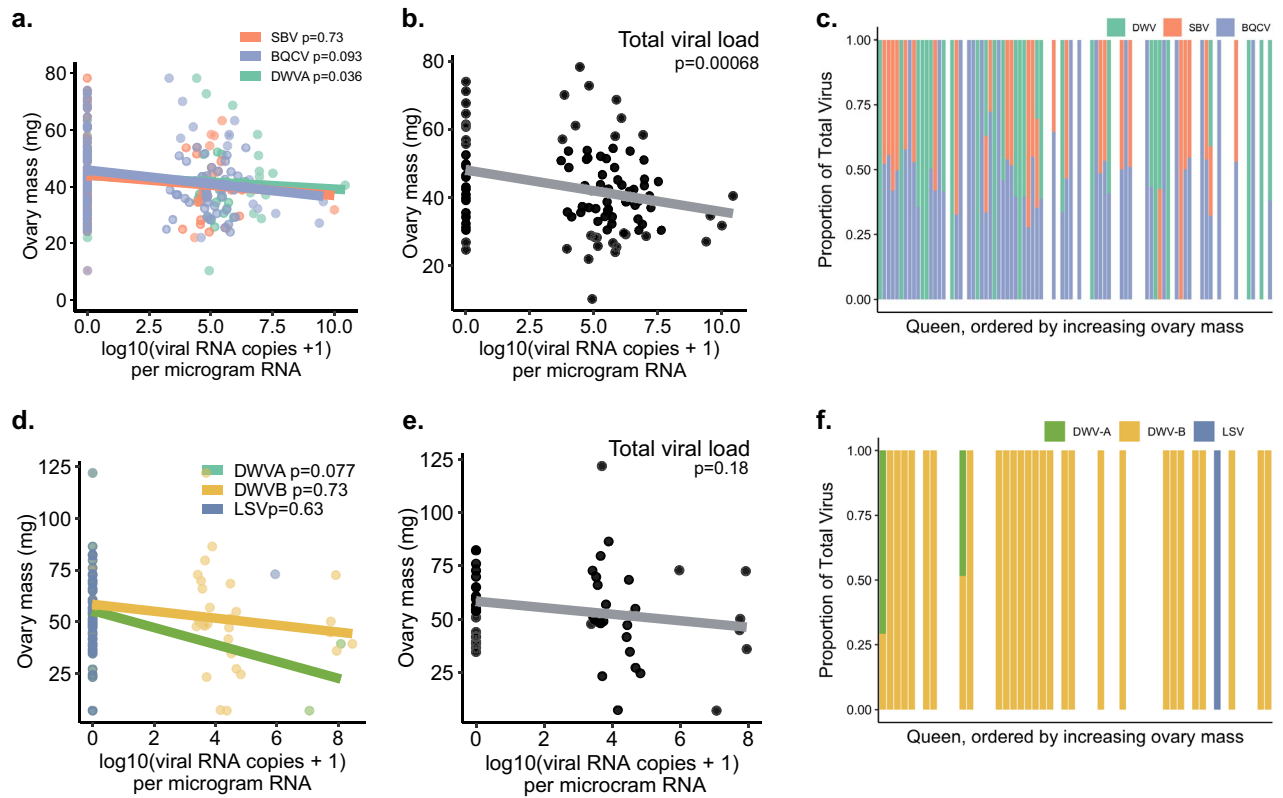 a.
SBV p=0.73
BQCV p=0.093
DWVA p=0.036
Ovary mass (mg)
80
60
40
20
0
0.0 2.5 5.0 7.5 10.0
log10(viral RNA copies +1)
per microgram RNA
b.
Total viral load
p=0.00068
Ovary mass (mg)
80
60
40
20
0.0 2.5 5.0 7.5 10.0
log10(viral RNA copies + 1)
per microgram RNA
c.
DWV SBV BQCV
Proportion of Total Virus
1.00
0.75
0.50
0.25
0.00
Queen, ordered by increasing ovary mass
d.
DWVA p=0.077
DWVB p=0.73
LSVp=0.63
Ovary mass (mg)
125
100
75
50
25
0 2 4 6 8
log10(viral RNA copies + 1)
per microgram RNA
e.
Total viral load
p=0.18
Ovary mass (mg)
125
100
75
50
25
0 2 4 6 8
log10(viral RNA copies + 1)
per microcram RNA
f.
DWV-A DWV-B LSV
Proportion of Total Virus
1.00
0.75
0.50
0.25
0.00
Queen, ordered by increasing ovary mass